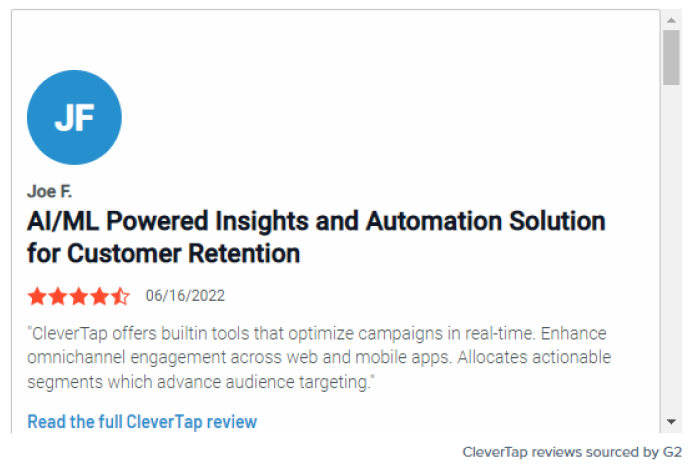 JF
Joe F.
AI/ML Powered Insights and Automation Solution
for Customer Retention
06/16/2022
"CleverTap offers builtin tools that optimize campaigns in real-time. Enhance
omnichannel engagement across web and mobile apps. Allocates actionable
segments which advance audience targeting."
Read the full CleverTap review
CleverTap reviews sourced by G2